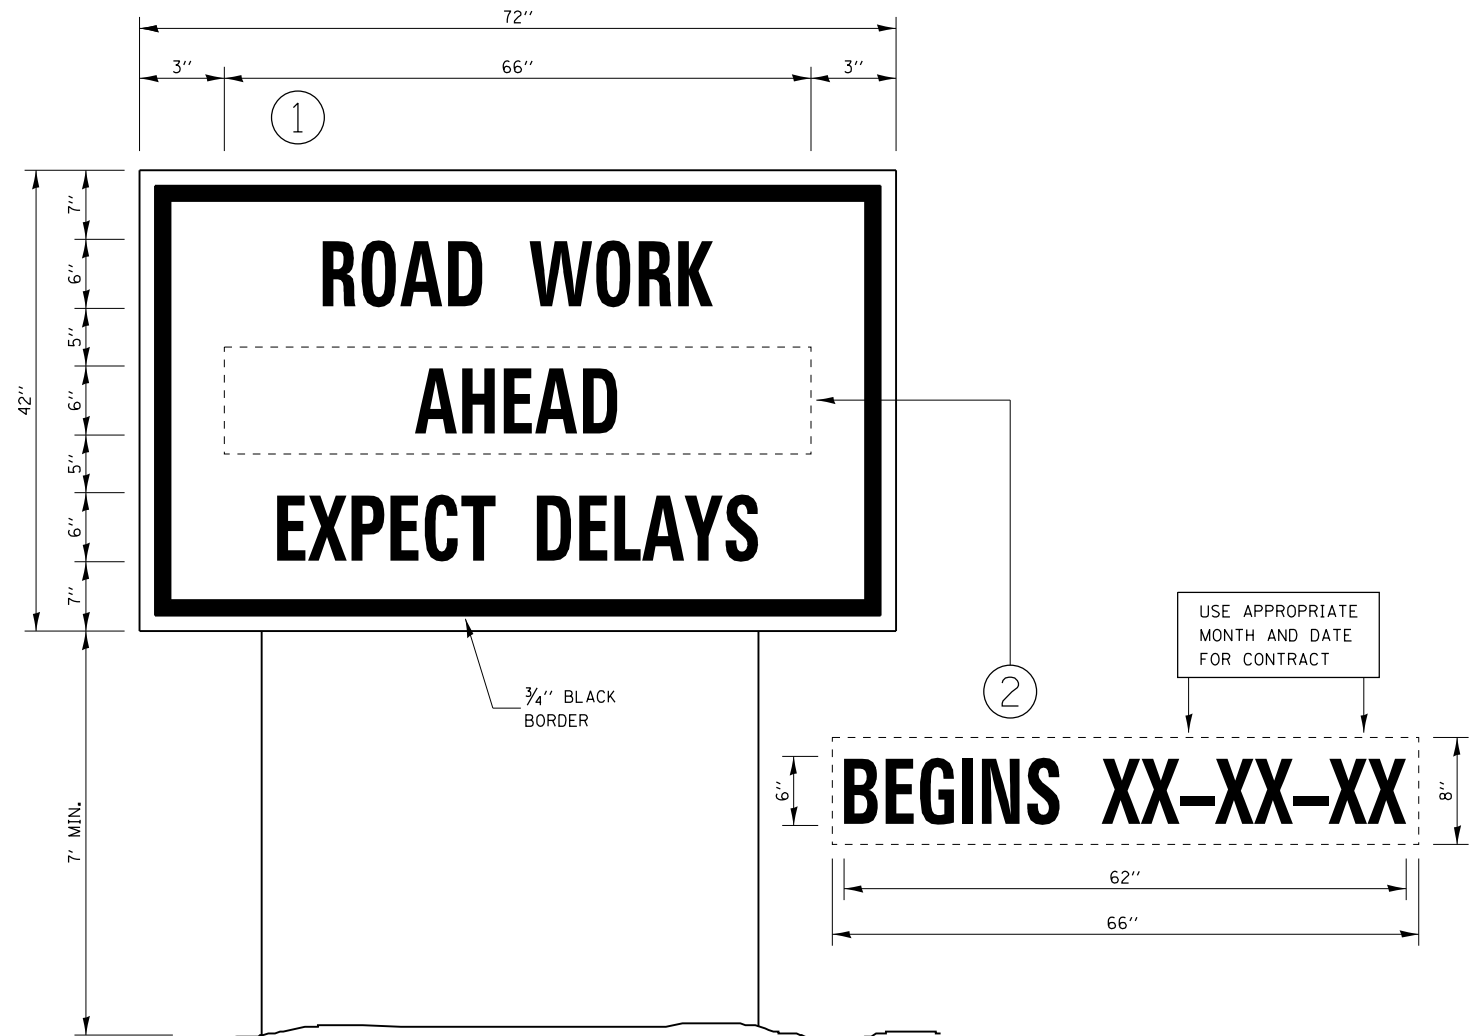 72''
3'' 66'' 3''
1
7''
6''
5''
6''
5''
6''
7''
42''
ROAD WORK
AHEAD
EXPECT DELAYS
3/4'' BLACK
BORDER
7' MIN.
USE APPROPRIATE
MONTH AND DATE
FOR CONTRACT
2
6''
BEGINS XX-XX-XX
8''
62''
66''